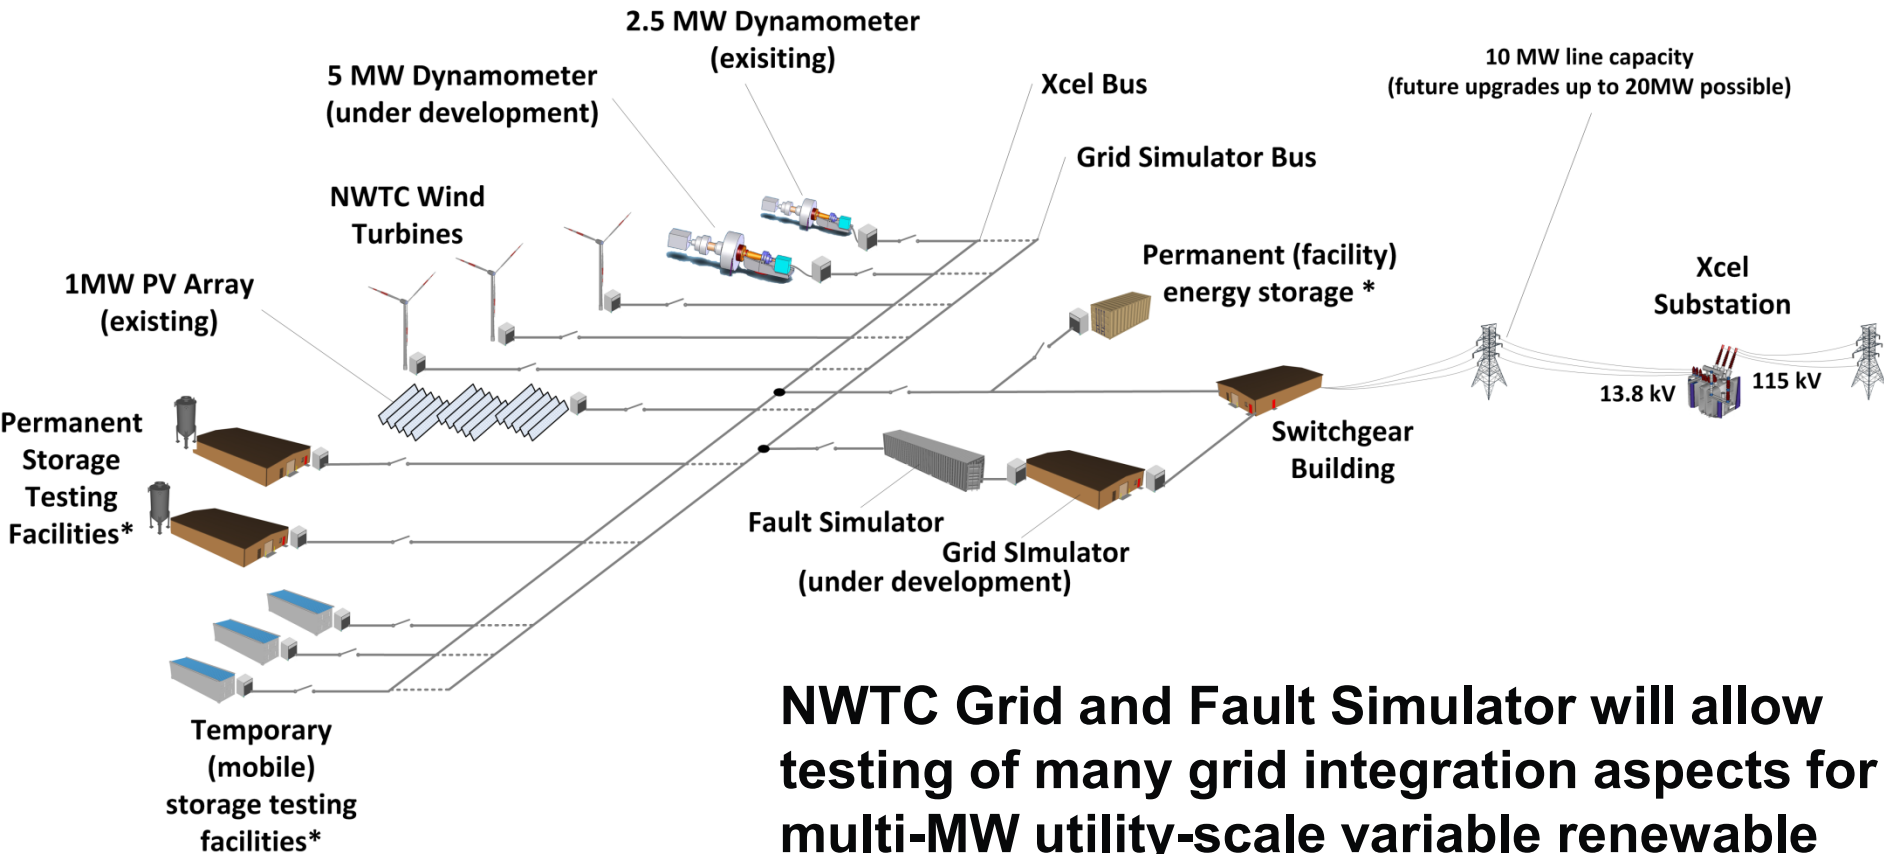 2.5 MW Dynamometer
(exisiting)
5 MW Dynamometer
(under development)
Xcel Bus
10 MW line capacity
(future upgrades up to 20MW possible)
Grid Simulator Bus
NWTC Wind
Turbines
Permanent (facility)
energy storage *
Xcel
Substation
1MW PV Array
(existing)
13.8 kV
115 kV
Permanent
Storage
Testing
Facilities*
Switchgear
Building
Fault Simulator
Grid SImulator
(under development)
Temporary
(mobile)
storage testing
facilities*
NWTC Grid and Fault Simulator will allow
testing of many grid integration aspects for
multi-MW utility-scale variable renewable